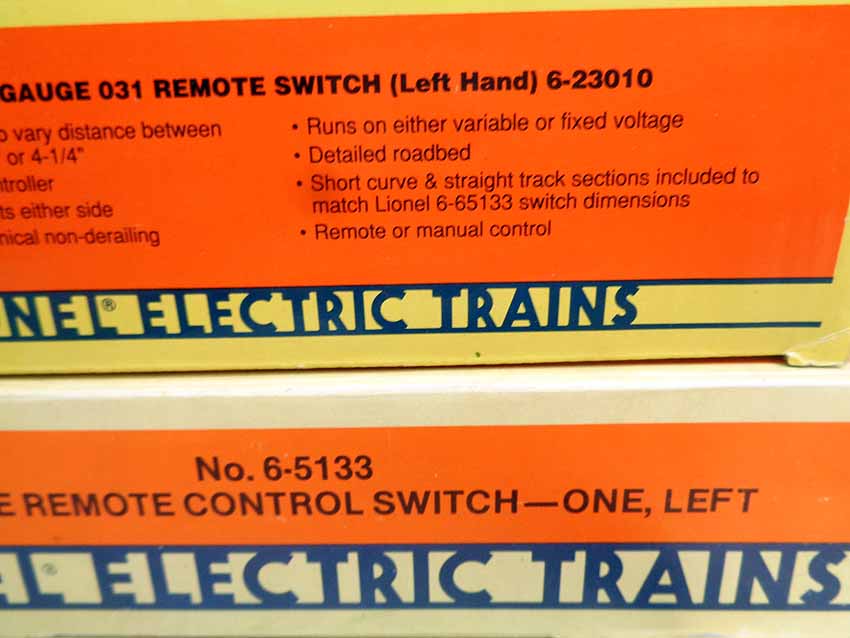 GAUGE 031 REMOTE SWITCH (Left Hand) 6-23010
vary distance between
or 4-1/4"
either side
non-derailing
• Runs on either variable or fixed voltage
• Detailed roadbed
• Short curve & straight track sections included to
match Lionel 6-65133 switch dimensions
• Remote or manual control
NEL® ELECTRIC TRAINS
No. 6-5133
E REMOTE CONTROL SWITCH—ONE, LEFT
EL® ELECTRIC TRAINS